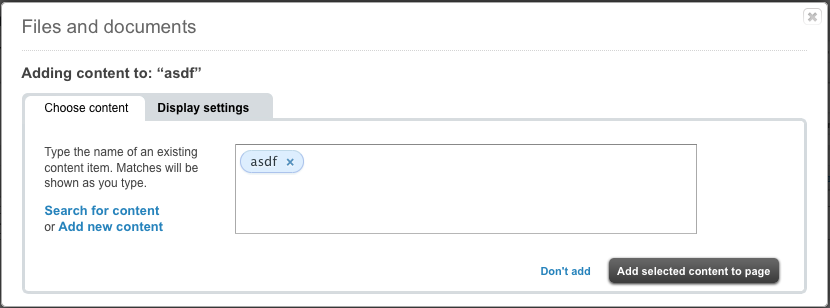 Files and documents
Adding content to: “asdf”
Choose content
Display settings
Type the name of an existing
content item. Matches will be
shown as you type.
Search for content
or Add new content
asdf ×
Don't add
Add selected content to page